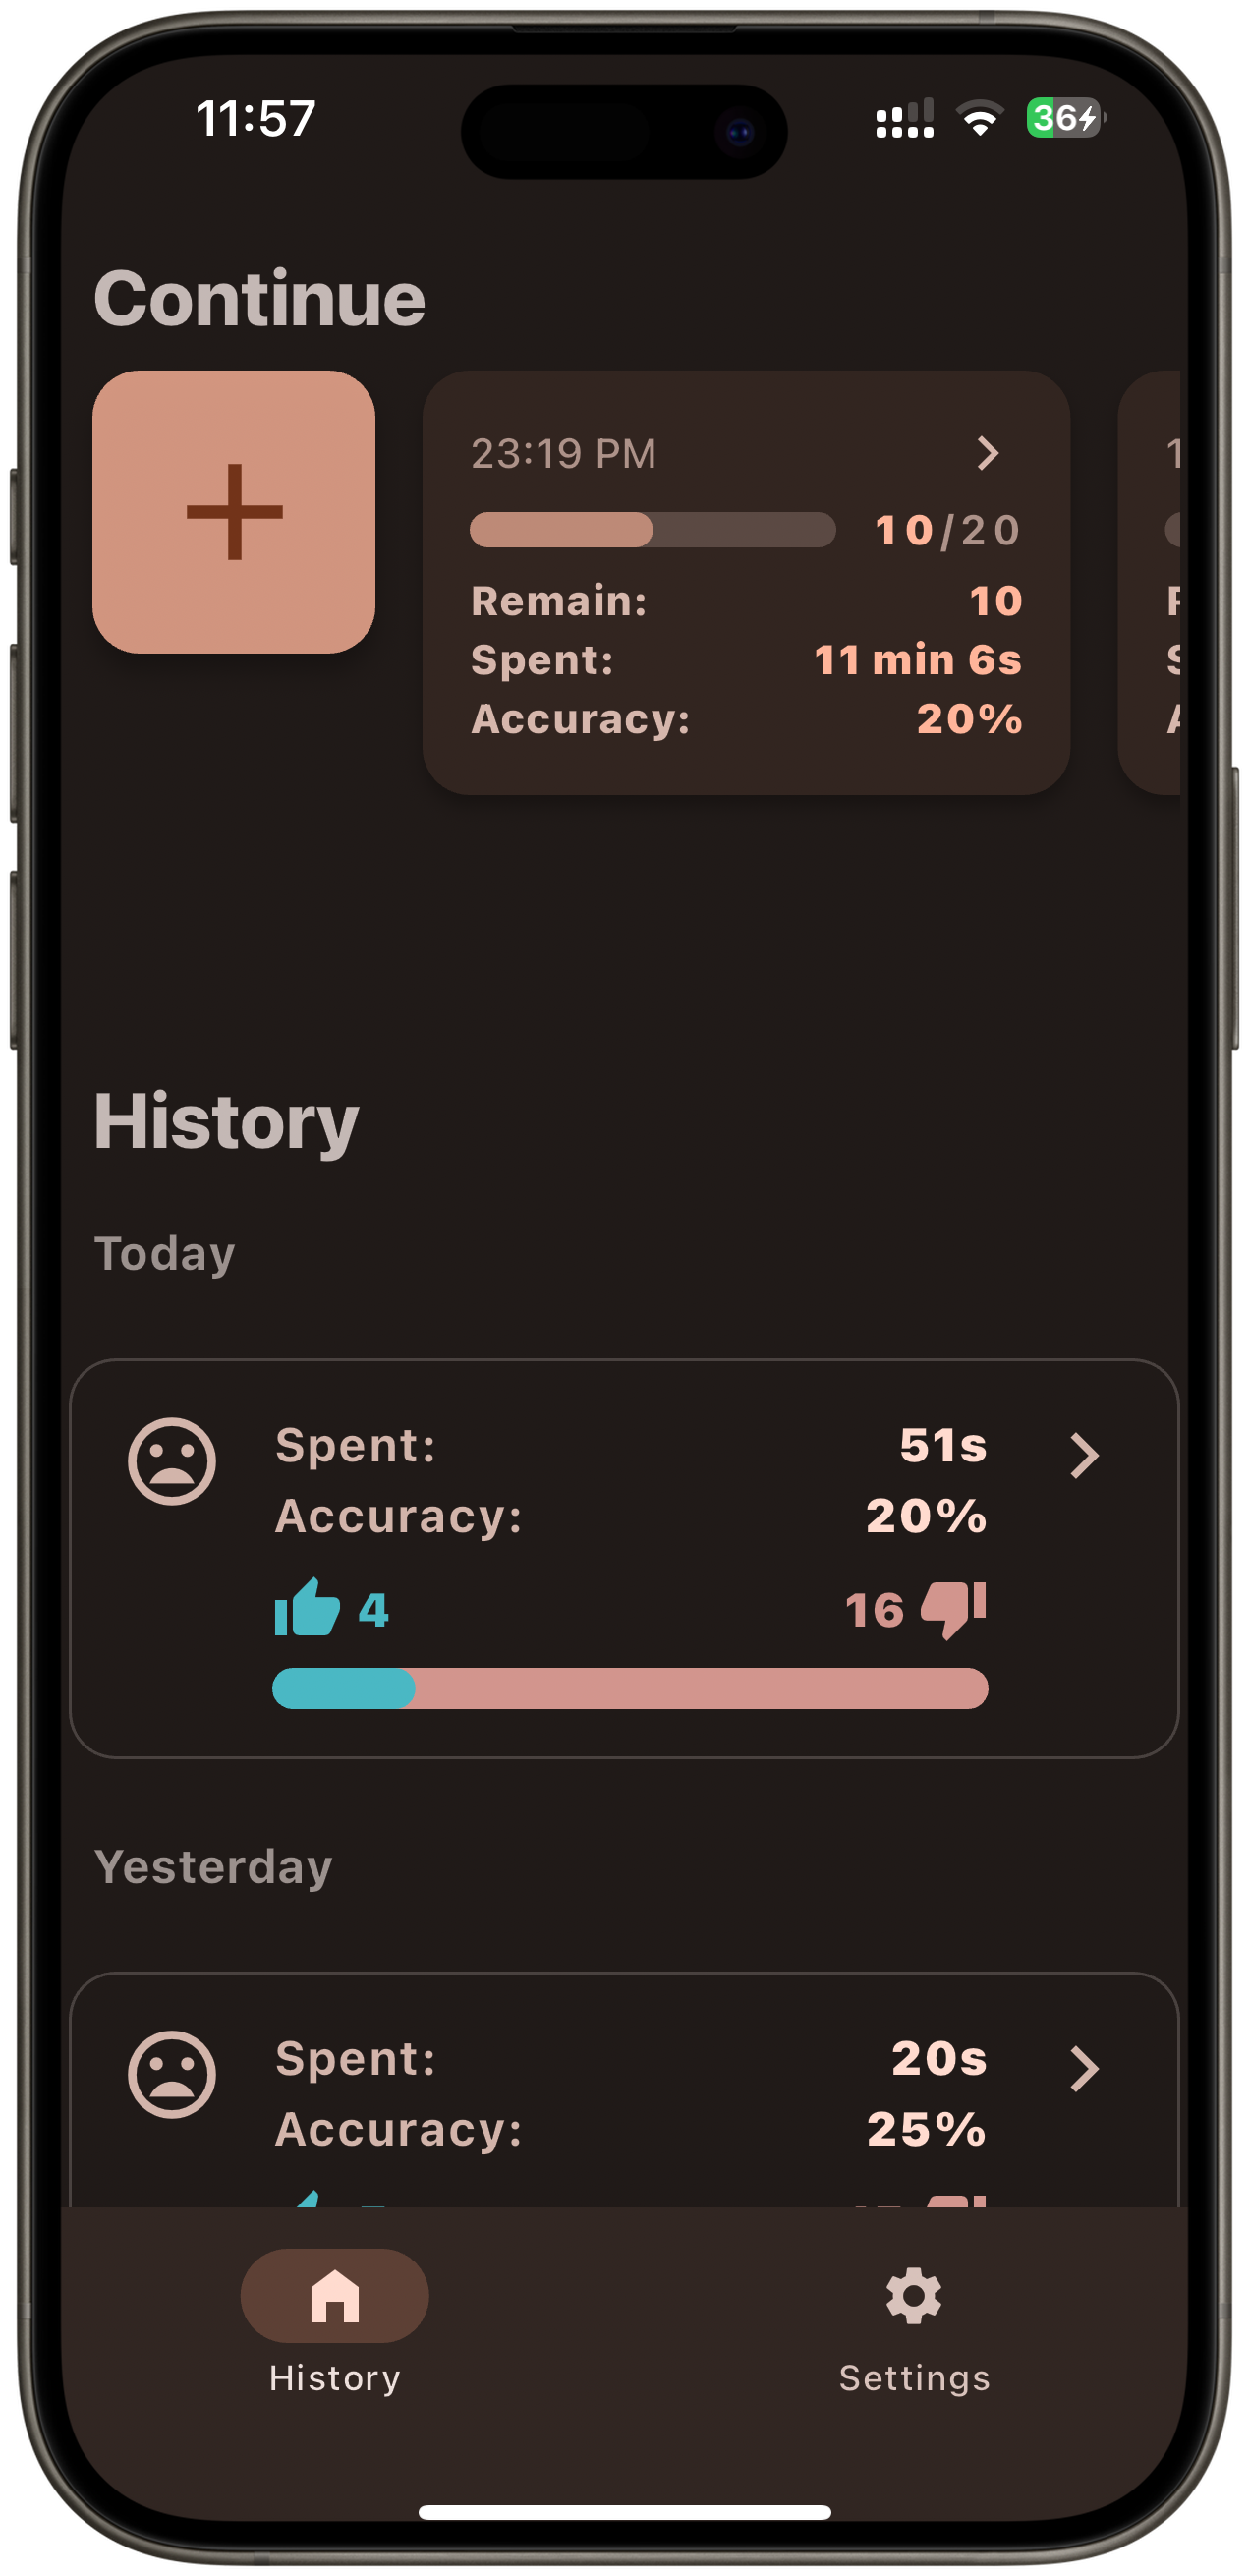 11:57
36
Continue
23:19 PM
10/20
Remain: 10
Spent: 11 min 6s
Accuracy: 20%
History
Today
Spent: 51s
Accuracy: 20%
4 16
Yesterday
Spent: 20s
Accuracy: 25%
History Settings